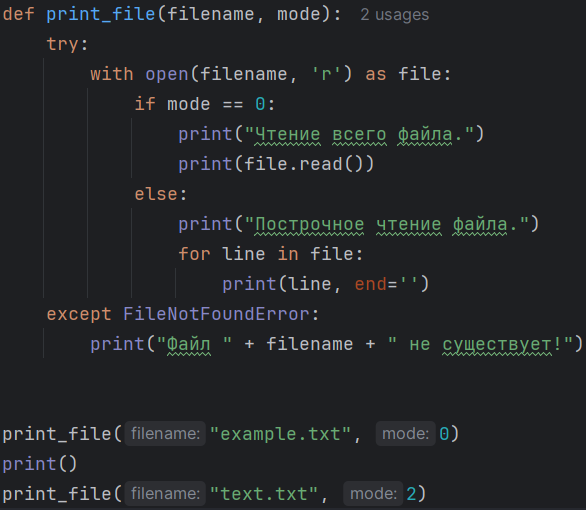 def print_file(filename, mode): 2 usages
    try:
        with open(filename, 'r') as file:
            if mode == 0:
                print("Чтение всего файла.")
                print(file.read())
            else:
                print("Построчное чтение файла.")
                for line in file:
                    print(line, end='')
    except FileNotFoundError:
        print("Файл " + filename + " не существует!")
print_file(filename: "example.txt", mode: 0)
print()
print_file(filename: "text.txt", mode: 2)